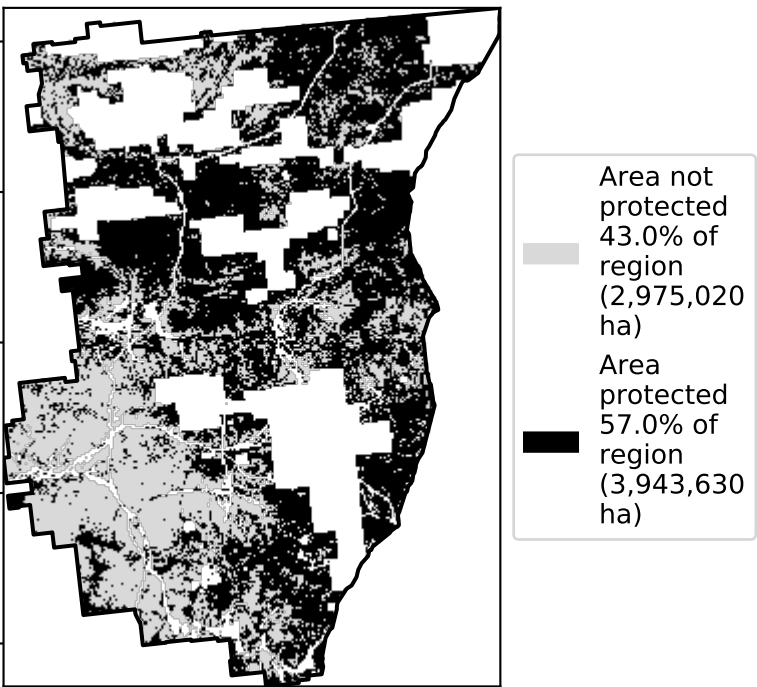 Area not
protected
43.0% of
region
(2,975,020
ha)
Area
protected
57.0% of
region
(3,943,630
ha)